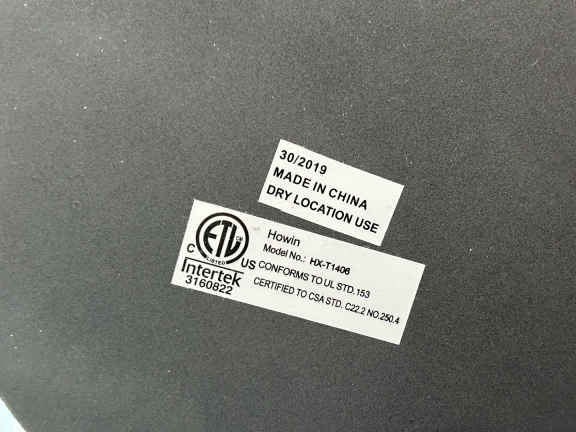 30/2019
MADE IN CHINA
DRY LOCATION USE
ETL CM
LISTED
C US
Intertek
3160822
Howin
Model No.: HX-T1406
CONFORMS TO UL STD.153
CERTIFIED TO CSA STD. C22.2 NO.250.4